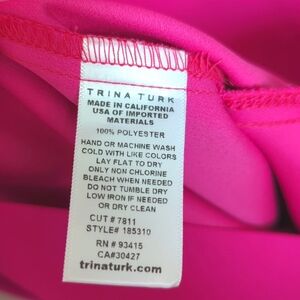 TRINA TURK
MADE IN CALIFORNIA
USA OF IMPORTED
MATERIALS
100% POLYESTER
HAND OR MACHINE WASH
COLD WITH LIKE COLORS
LAY FLAT TO DRY
ONLY NON CHLORINE
BLEACH WHEN NEEDED
DO NOT TUMBLE DRY
LOW IRON IF NEEDED
OR DRY CLEAN
CUT # 7811
STYLE# 185310
RN # 93415
CA#30427
trinaturk.com